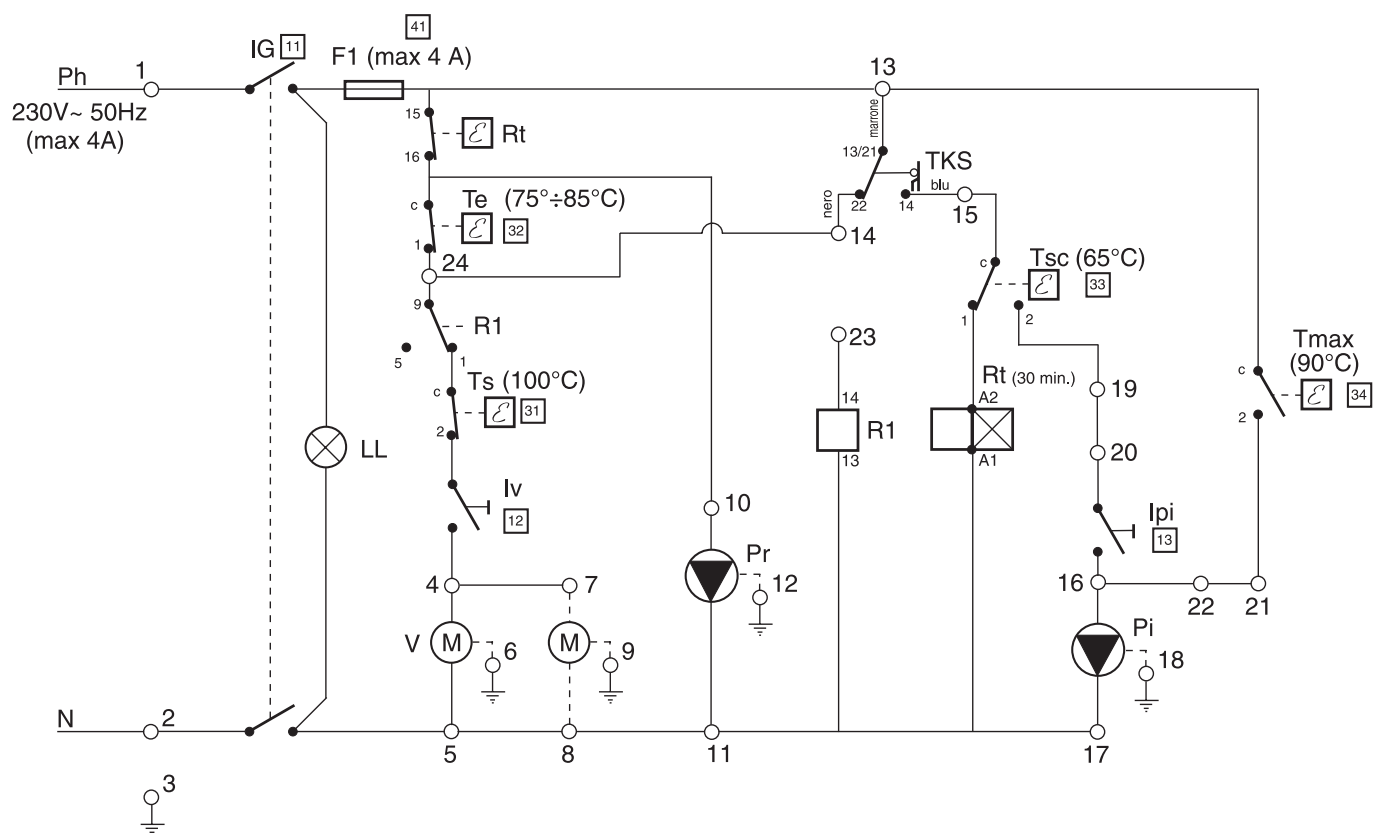 41
IG 11
F1 (max 4 A)
Ph
1
13
230V~ 50Hz
(max 4A)
marrone
15
ℰ
Rt
16
13/21
TKS
blu
nero
22
14
15
14
Te (75°÷85°C)
c
ℰ
32
1
24
c
Tsc (65°C)
ℰ
33
1
2
9
R1
5
1
23
Tmax
(90°C)
c
ℰ
34
2
Ts (100°C)
c
ℰ
31
2
Rt (30 min.)
A2
A1
19
20
14
R1
13
LL
Iv
12
10
Ipi
13
Pr
12
4
7
16
22
21
V
M
6
M
9
Pi
18
N
2
5
8
11
17
3